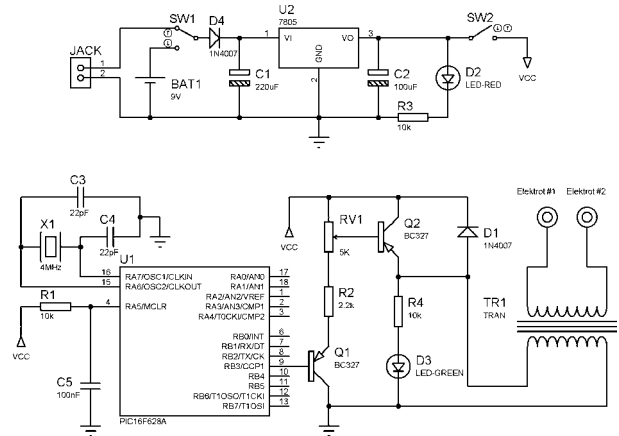 SW1
D4
1N4007
U2
7805
VI
VO
GND
1
3
2
SW2
VCC
JACK
1
2
BAT1
9V
C1
220uF
C2
100uF
D2
LED-RED
R3
10k
C3
22pF
X1
4MHz
C4
22pF
R1
10k
VCC
C5
100nF
U1
16 RA7/OSC1/CLKIN
15 RA6/OSC2/CLKOUT
4 RA5/MCLR
RA0/AN0 17
RA1/AN1 18
RA2/AN2/VREF 1
RA3/AN3/CMP1 2
RA4/T0CKI/CMP2 3
RB0/INT 6
RB1/RX/DT 7
RB2/TX/CK 8
RB3/CCP1 9
RB4 10
RB5 11
RB6/T1OSO/T1CKI 12
RB7/T1OSI 13
PIC16F628A
VCC
RV1
5K
R2
2.2k
Q1
BC327
Q2
BC327
R4
10k
D3
LED-GREEN
D1
1N4007
TR1
TRAN
Elektrot #1
Elektrot #2